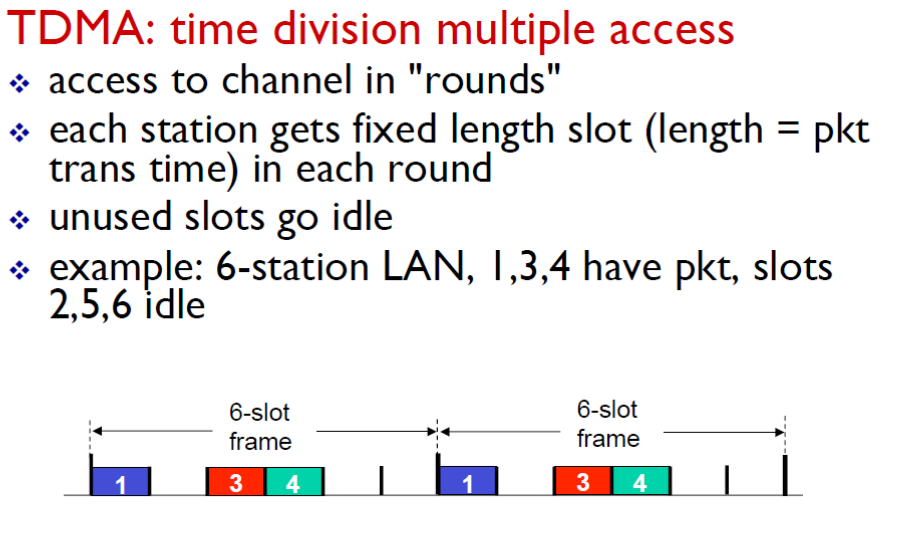 TDMA: time division multiple access
access to channel in "rounds"
each station gets fixed length slot (length = pkt
trans time) in each round
unused slots go idle
example: 6-station LAN, 1,3,4 have pkt, slots
2,5,6 idle
6-slot
frame
6-slot
frame
1
3
4
1
3
4